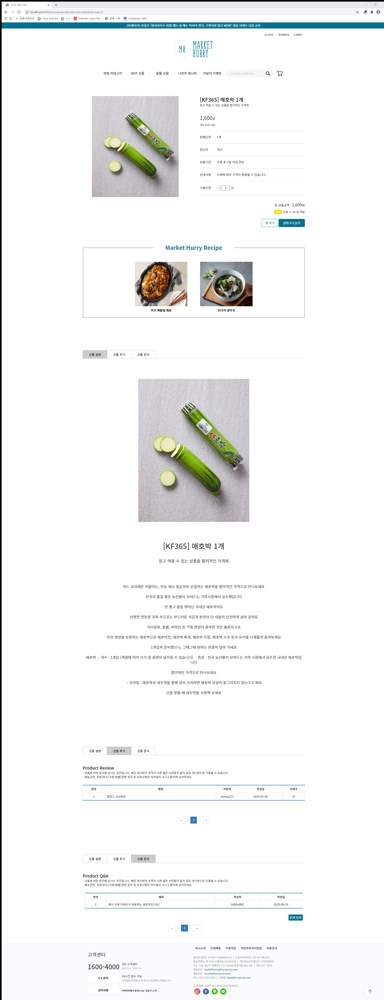 Insert title here
localhost:8090/mh/user/product/productdetail.do?seq=2
앱 쌍용교육센터 Class:2020.04 ㅇㅇ Overview (Java Plat... 쌍용-시험 CodeStudy::Hello
[마켓허리] 유튜브 '컬리라이프-일할 때도 쉴 때도 먹어야 한다, 극한직업 컬리 MD편' 댓글 이벤트 당첨 공지
로그아웃 마이페이지 고객센터
MH MARKET HURRY
전체 카테고리 HOT 상품 알뜰 상품 나만의 레시피 이달의 이벤트 검색내용을 입력해주세요.
[KF365] 애호박 1개
믿고 먹을 수 있는 상품을 합리적인 가격에
1,600원
개당 16원 적립
판매단위 1개
원산지 국산
유통기한 수령 후 7일 이내 권장
안내사항 시세에 따라 가격이 변동될 수 있습니다.
구매수량 - 1 +
총 상품금액 : 1,600원
적립 구매 시 16 원 적립
찜 하기 장바구니 담기
애호박
Market Hurry Recipe
아귀 해물찜 재료 도다리 냉이국
상품 설명 상품 후기 상품 문의
애호박
[KF365] 애호박 1개
믿고 먹을 수 있는 상품을 합리적인 가격에
어느 요리에든 어울리는, 만능 채소 일순위로 손꼽히는 애호박을 합리적인 가격으로 만나보세요
전국의 품질 좋은 농산물이 모여드는 가락시장에서 공수했답니다
맛 좋고 품질 뛰어난 국내산 애호박이죠
선명한 연둣빛 과피 속으로는 부드러운 식감과 본연의 단 내음이 신선하게 살아 있어요
식이섬유, 칼륨, 비타민 등 각종 영양이 풍부한 것은 물론이고요
맛과 영양을 보장하는 애호박으로 애호박전, 애호박 찌개, 애호박 무침, 애호박 수프 등의 요리를 다채롭게 즐겨보세요
1개입씩 준비했으니, 그때그때 원하는 만큼씩 담아 가세요
애호박 ・개수 : 1개입 (계절에 따라 크기 및 중량이 달라질 수 있습니다) ・특징 : 전국 농산물이 모여드는 가락 시장에서 공수한 국내산 애호박입
니다
합리적인 가격으로 만나보세요
・조리팁 : 애호박과 새우젓을 함께 넣어 조리하면 애호박 모양이 뭉그러지지 않는다고 해요
간을 맞출 때 새우젓을 사용해 보세요
상품 설명 상품 후기 상품 문의
Product Review
- 상품에 대한 문의를 남기는 공간입니다. 해당 게시판의 성격과 다른 글은 사전동의 없이 담당 게시판으로 이동될 수 있습니다.
- 배송관련, 주문(취소/교환/환불)관련 문의 및 요청사항은 마이컬리 내 1:1 문의에 남겨주세요.
번호 제목 작성자 작성일 조회수
1 양많고 싱싱해요 atehyt271 2019-01-08 32
« ‹ 1 › »
상품 설명 상품 후기 상품 문의
Product Q&A
- 상품에 대한 문의를 남기는 공간입니다. 해당 게시판의 성격과 다른 글은 사전동의 없이 담당 게시판으로 이동될 수 있습니다.
- 배송관련, 주문(취소/교환/환불)관련 문의 및 요청사항은 마이컬리 내 1:1 문의에 남겨주세요.
번호 제목 작성자 작성일
1 혹지 이게 이예지가 애용하는 애호박인가요? htfkhz892 2020-08-26
문의 등록
« ‹ 1 › »
고객센터
1600-4000 365 고객센터
오전 7시 - 오후 7시
1:1 문의 24시간 접수 가능
고객센터 운영중 순차적으로 답변해드리겠습니다.
공지사항 마켓허리에서 알려드리는 오늘의 소식!
회사소개 인재채용 이용약관 개인정보처리방침 이용안내
법인명 (상호): 주식회사 MarketHurry | 사업자등록번호: 123-45-7891011
통신판매업: 제 2018-서울역삼-0123425호 | 개인정보보호책임자: (주)마켓허리
주소: 서울 강남구 테헤란로 132 (역삼동)한독약품 빌딩 8층 | 대표이사: 이은수
제휴문의 : markethurry@hurrycorp.com
채용문의 : recruit@hurrycorp.com
팩스: 070-1234-5678 | 이메일: help@hurrycorp.com
© HURRY CORP. ALL RIGHTS RESERVED